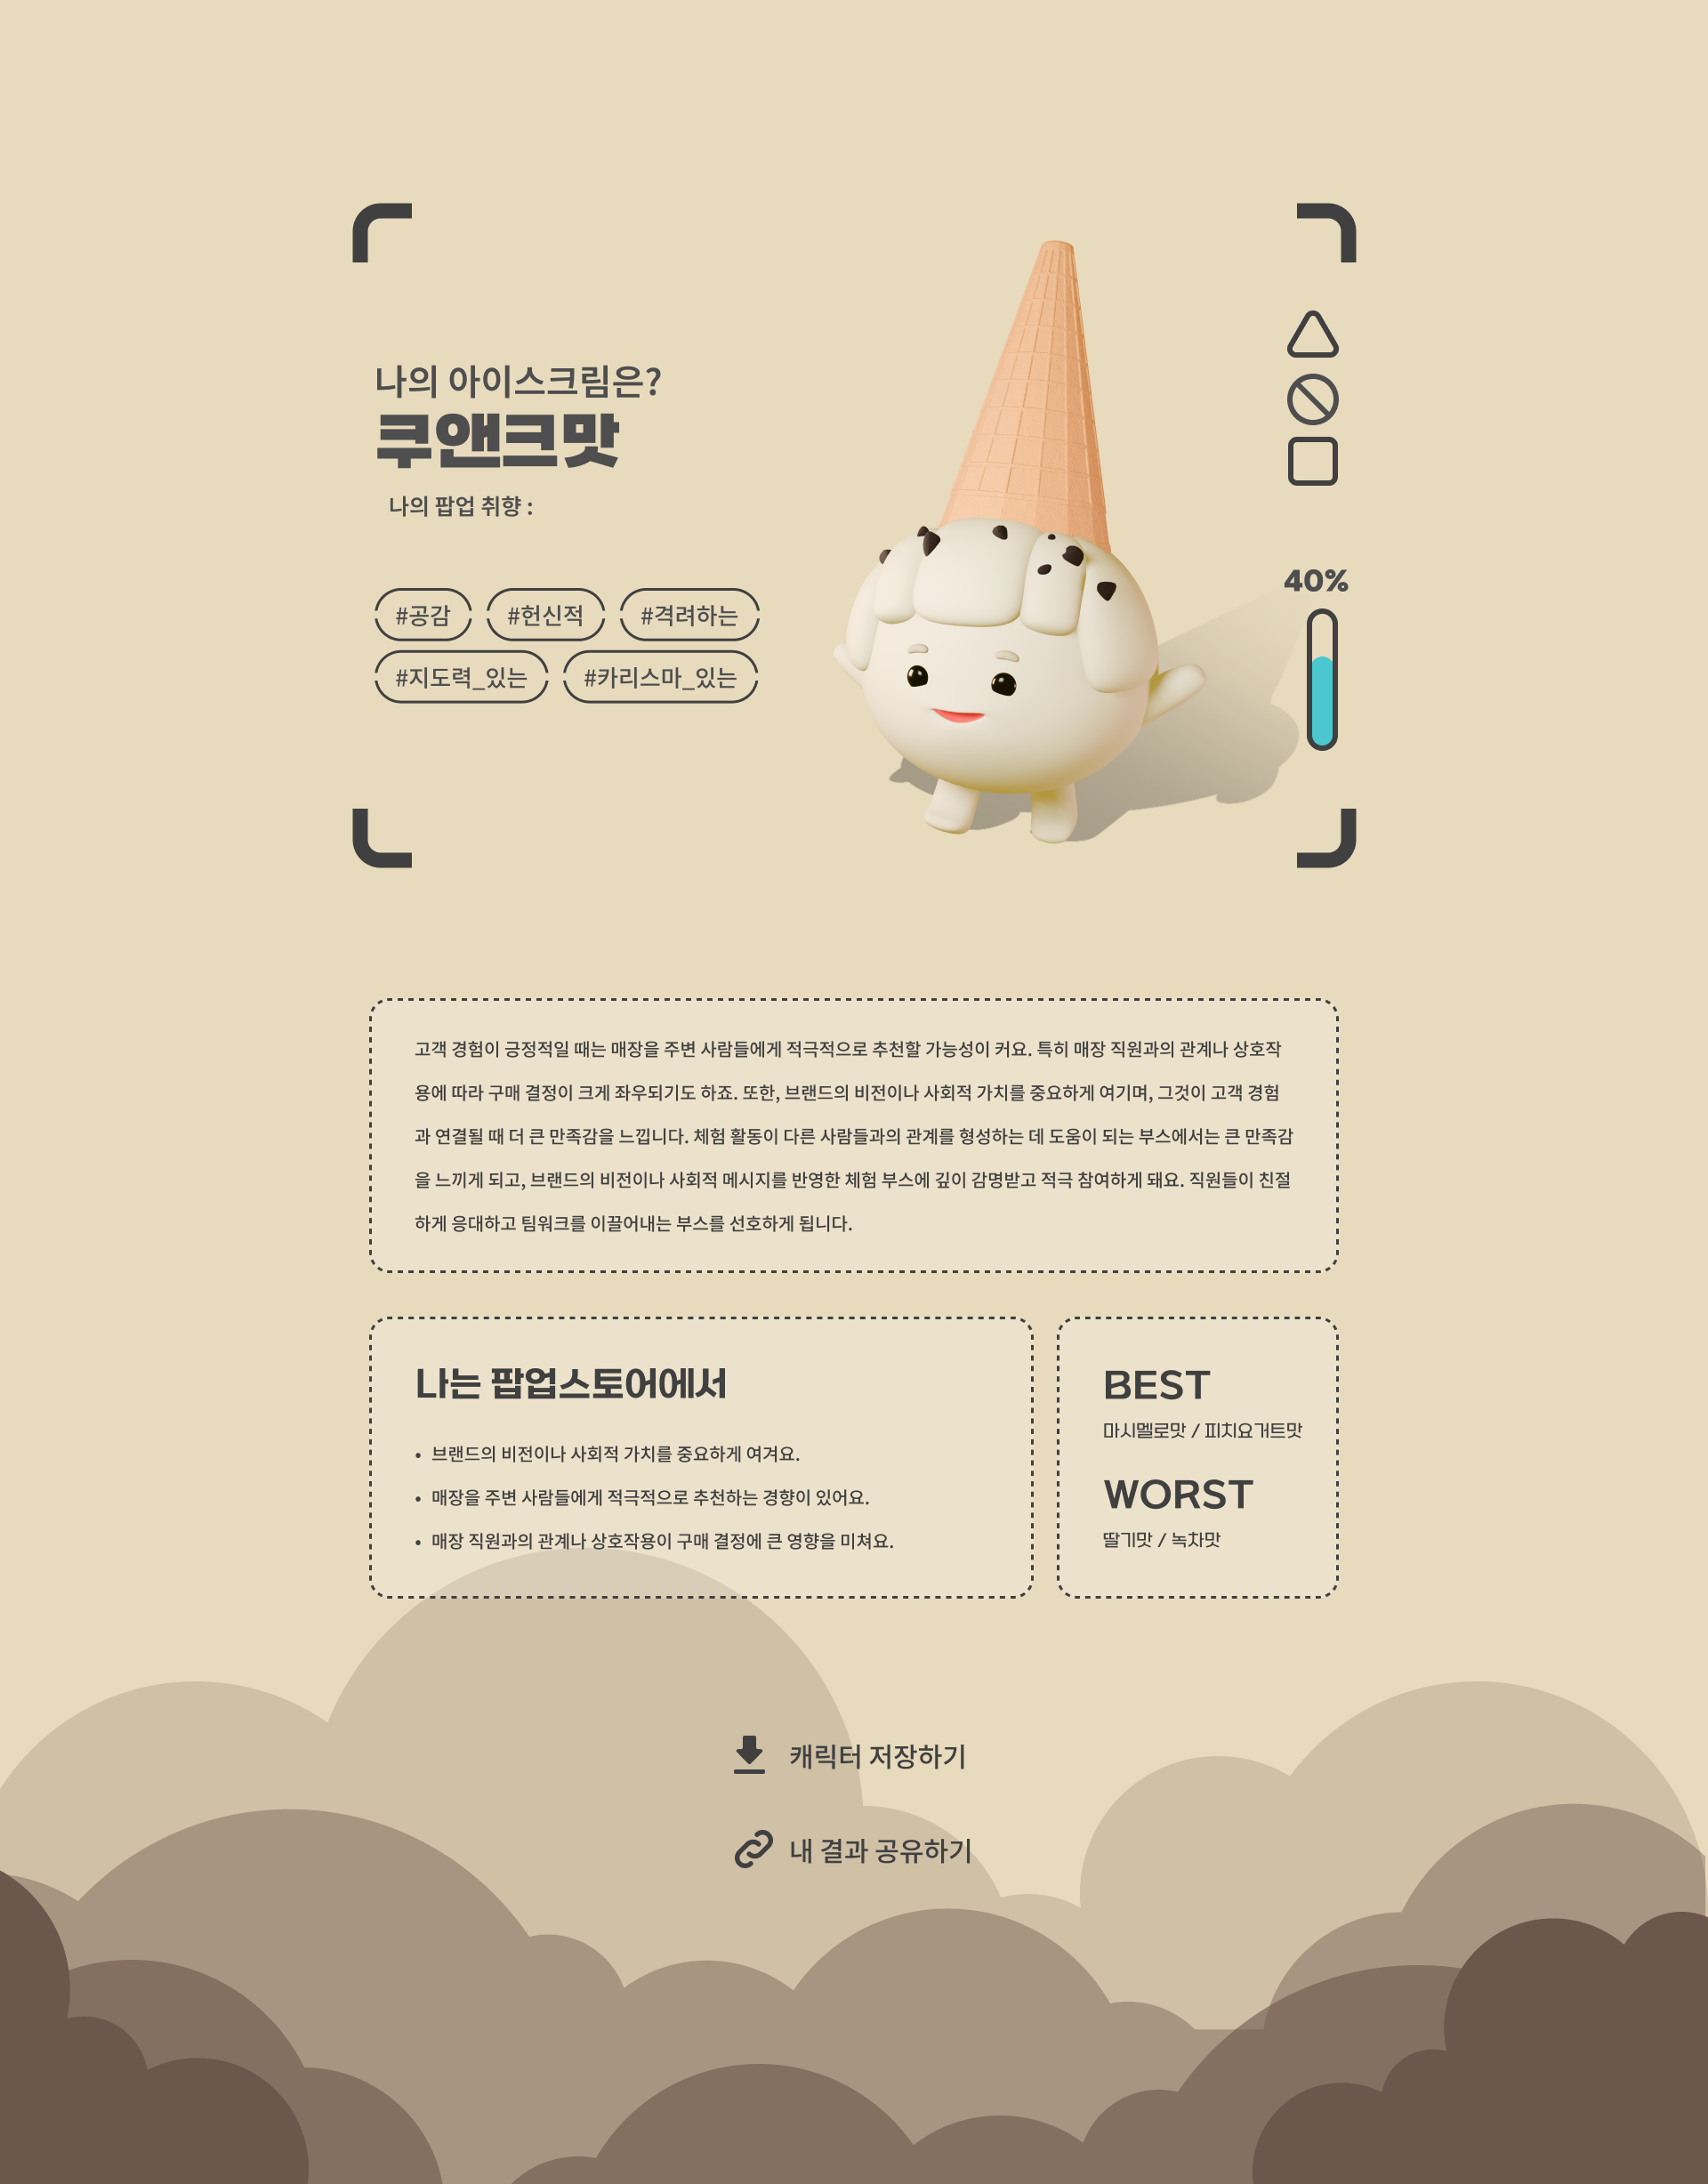 나의 아이스크림은?
쿠앤크맛
나의 팝업 취향 :
#공감 #헌신적 #격려하는
#지도력_있는 #카리스마_있는
40%
고객 경험이 긍정적일 때는 매장을 주변 사람들에게 적극적으로 추천할 가능성이 커요. 특히 매장 직원과의 관계나 상호작
용에 따라 구매 결정이 크게 좌우되기도 하죠. 또한, 브랜드의 비전이나 사회적 가치를 중요하게 여기며, 그것이 고객 경험
과 연결될 때 더 큰 만족감을 느낍니다. 체험 활동이 다른 사람들과의 관계를 형성하는 데 도움이 되는 부스에서는 큰 만족감
을 느끼게 되고, 브랜드의 비전이나 사회적 메시지를 반영한 체험 부스에 깊이 감명받고 적극 참여하게 돼요. 직원들이 친절
하게 응대하고 팀워크를 이끌어내는 부스를 선호하게 됩니다.
나는 팝업스토어에서
• 브랜드의 비전이나 사회적 가치를 중요하게 여겨요.
• 매장을 주변 사람들에게 적극적으로 추천하는 경향이 있어요.
• 매장 직원과의 관계나 상호작용이 구매 결정에 큰 영향을 미쳐요.
BEST
마시멜로맛 / 피치요거트맛
WORST
딸기맛 / 녹차맛
캐릭터 저장하기
내 결과 공유하기